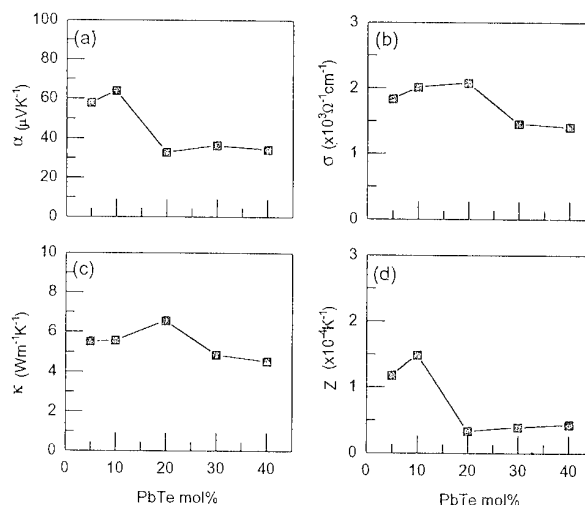 (a)
100
80
60
40
20
0
α (μVK⁻¹)
(b)
3
2
1
0
σ (x10³Ω⁻¹cm⁻¹)
(c)
10
8
6
4
2
0
κ (Wm⁻¹K⁻¹)
0 10 20 30 40
PbTe mol%
(d)
3
2
1
0
Z (x10⁻⁴K⁻¹)
0 10 20 30 40
PbTe mol%